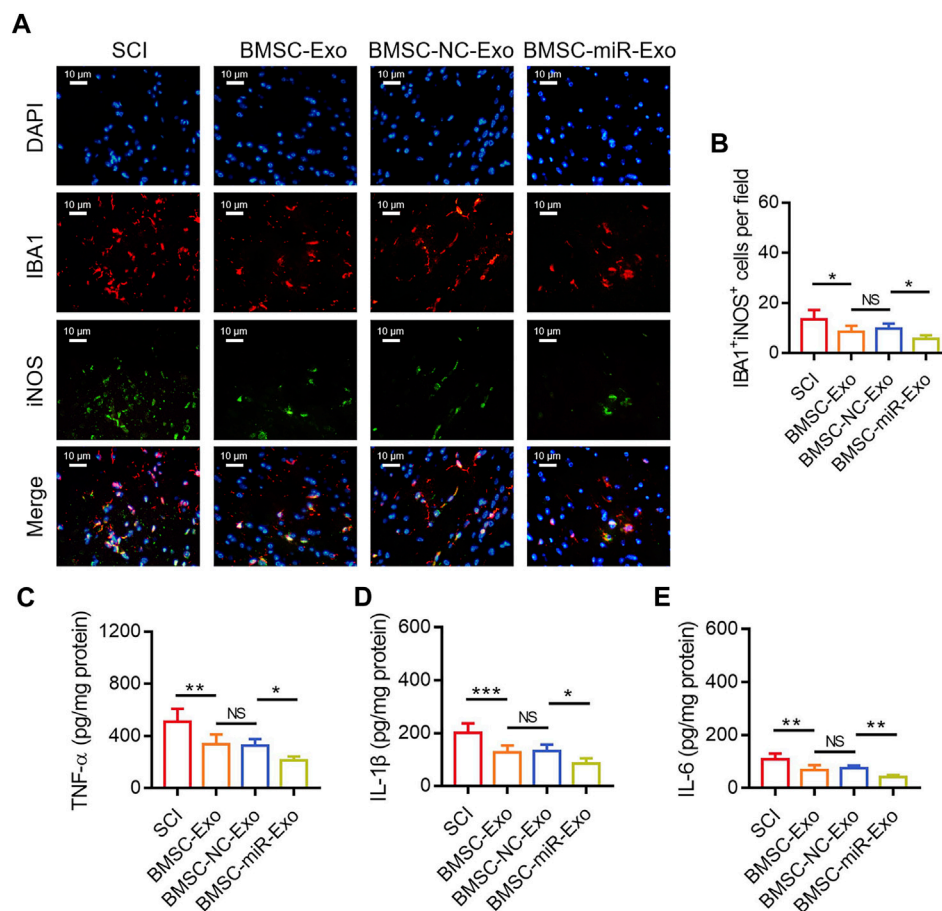 A
SCI BMSC-Exo BMSC-NC-Exo BMSC-miR-Exo
DAPI
10 μm 10 μm 10 μm 10 μm
IBA1
10 μm 10 μm 10 μm 10 μm
iNOS
10 μm 10 μm 10 μm 10 μm
Merge
10 μm 10 μm 10 μm 10 μm
B
IBA1⁺iNOS⁺ cells per field
60
40
20
0
* NS *
SCI BMSC-Exo BMSC-NC-Exo BMSC-miR-Exo
C
TNF-α (pg/mg protein)
1200
800
400
0
** NS *
SCI BMSC-Exo BMSC-NC-Exo BMSC-miR-Exo
D
IL-1β (pg/mg protein)
600
400
200
0
*** NS *
SCI BMSC-Exo BMSC-NC-Exo BMSC-miR-Exo
E
IL-6 (pg/mg protein)
600
400
200
0
** NS **
SCI BMSC-Exo BMSC-NC-Exo BMSC-miR-Exo